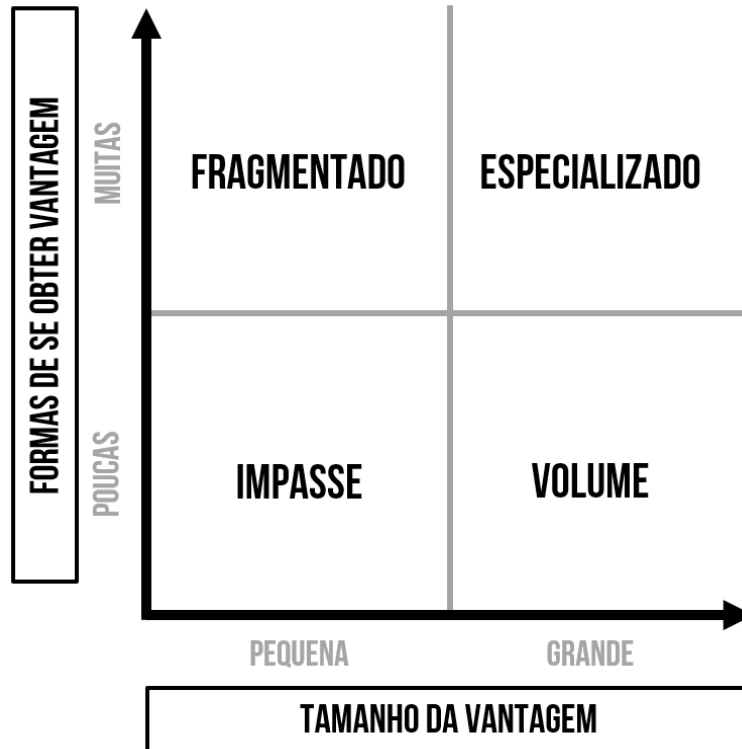 FORMAS DE SE OBTER VANTAGEM
MUITAS
FRAGMENTADO
ESPECIALIZADO
POUCAS
IMPASSE
VOLUME
PEQUENA
GRANDE
TAMANHO DA VANTAGEM